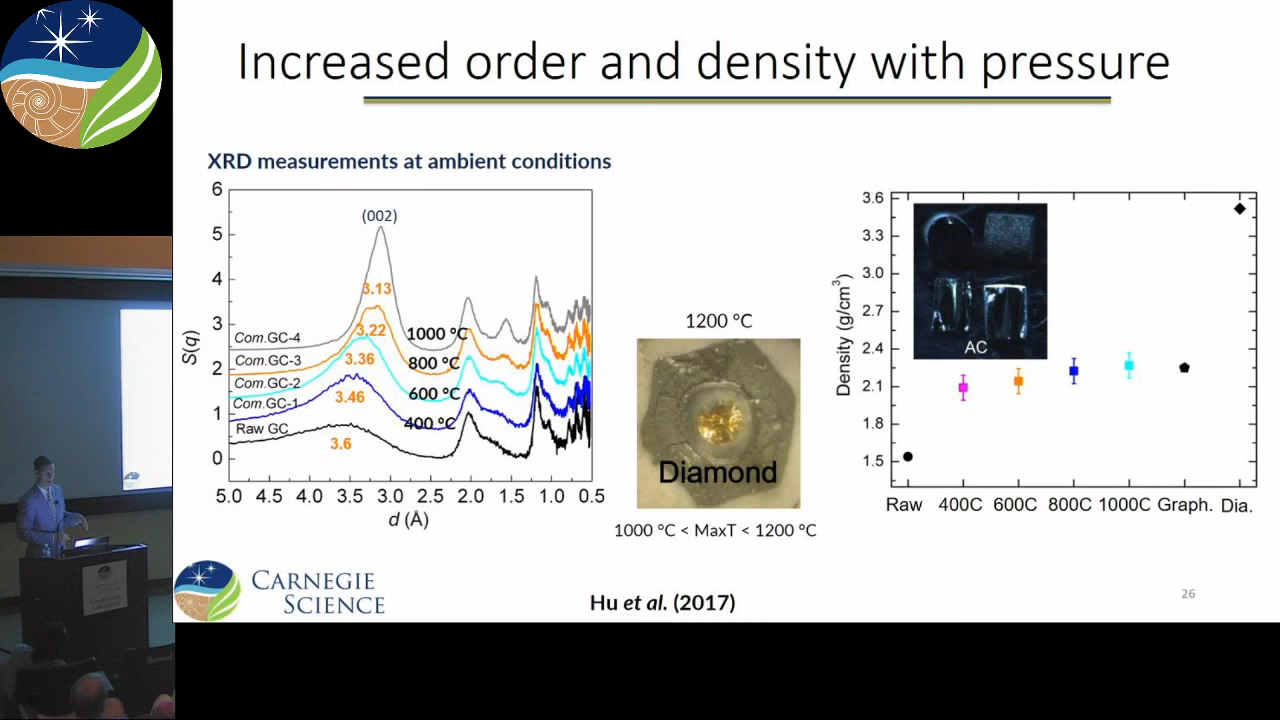 Increased order and density with pressure
XRD measurements at ambient conditions
6
5
4
3
2
1
0
S(q)
(002)
3.13
3.22
3.36
3.46
3.6
Com.GC-4
Com.GC-3
Com.GC-2
Com.GC-1
Raw GC
1000 °C
800 °C
600 °C
400 °C
5.0 4.5 4.0 3.5 3.0 2.5 2.0 1.5 1.0 0.5
d (Å)
1200 °C
Diamond
1000 °C < MaxT < 1200 °C
3.6
3.3
3.0
2.7
2.4
2.1
1.8
1.5
Density (g/cm³)
AC
Raw 400C 600C 800C 1000C Graph. Dia.
CARNEGIE
SCIENCE
Hu et al. (2017)
26